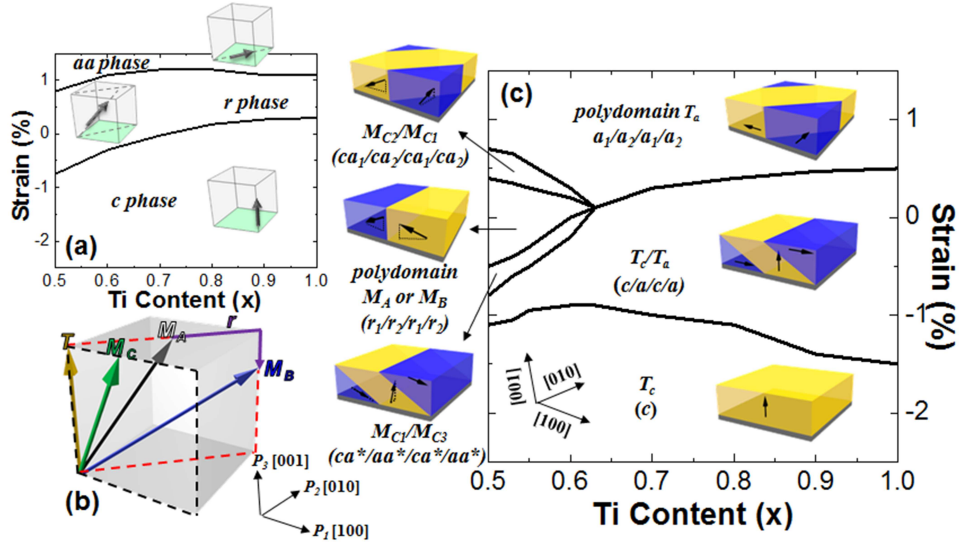 aa phase
r phase
c phase
(a)
Strain (%)
1
0
-1
-2
0.5 0.6 0.7 0.8 0.9 1.0
Ti Content (x)
T
M_C
M_A
r
M_B
(b)
P_3 [001]
P_2 [010]
P_1 [100]
M_C2/M_C1
(ca_1/ca_2/ca_1/ca_2)
polydomain
M_A or M_B
(r_1/r_2/r_1/r_2)
M_C1/M_C3
(ca*/aa*/ca*/aa*)
(c)
polydomain T_a
a_1/a_2/a_1/a_2
T_c/T_a
(c/a/c/a)
T_c
(c)
[001]
[010]
[100]
1
0
-1
-2
Strain (%)
0.5 0.6 0.7 0.8 0.9 1.0
Ti Content (x)